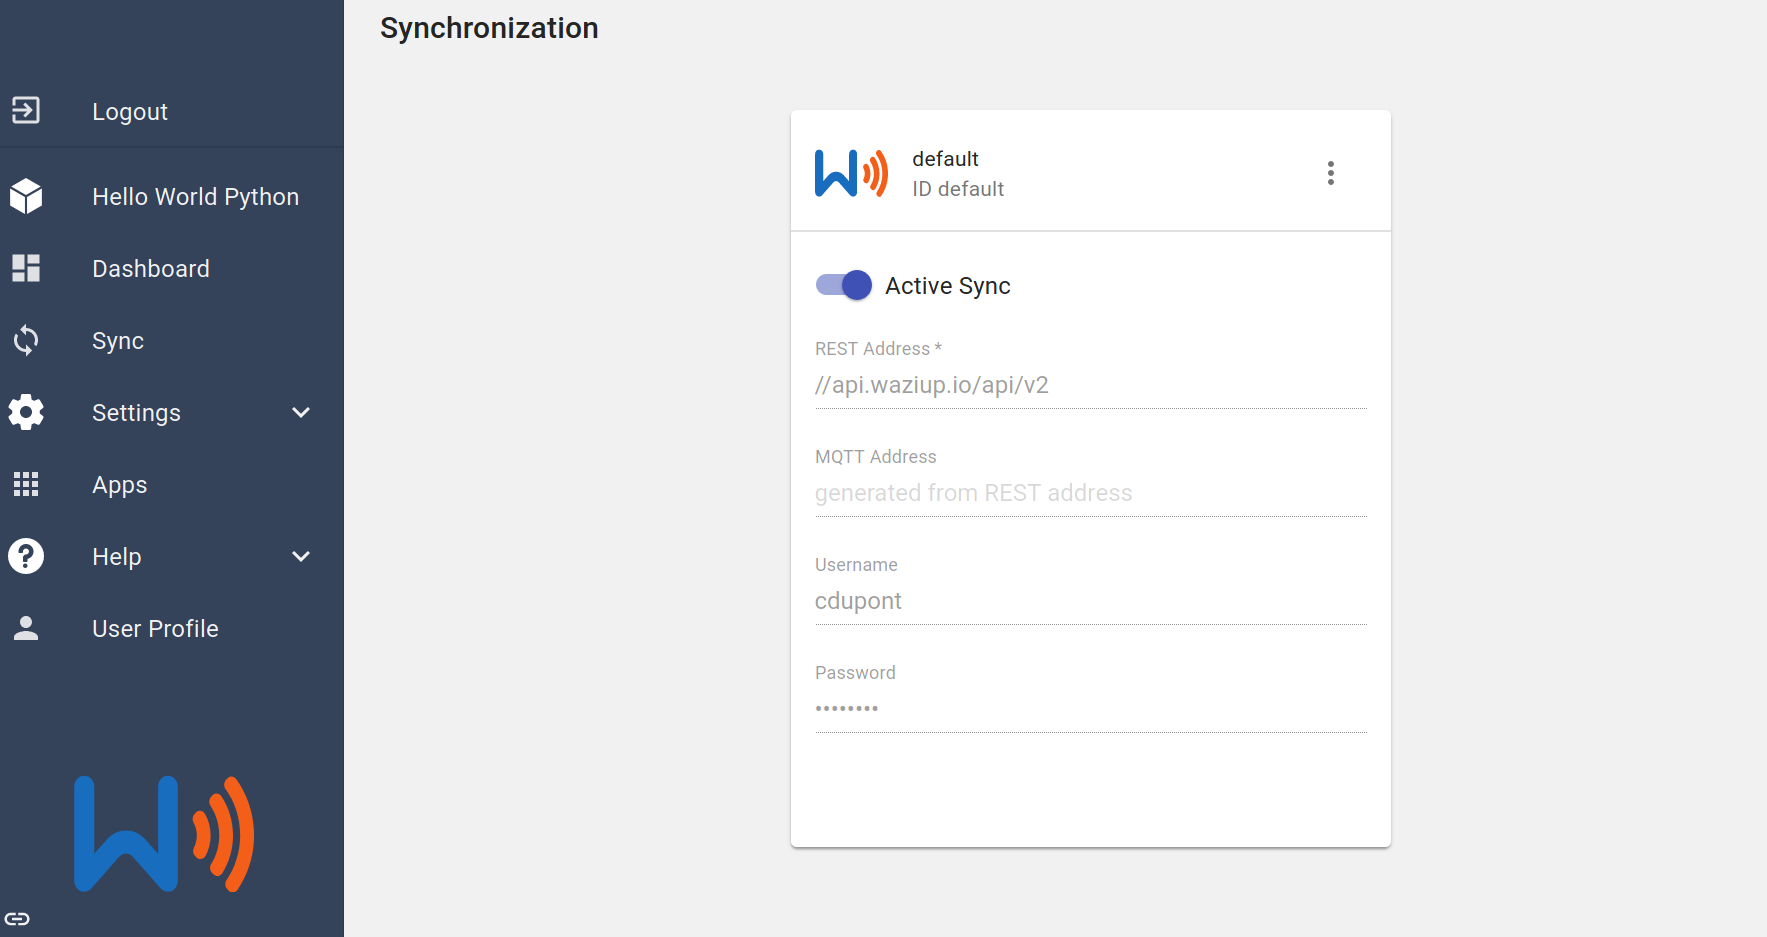 Synchronization
Logout
Hello World Python
Dashboard
Sync
Settings
Apps
Help
User Profile
default
ID default
Active Sync
REST Address *
//api.waziup.io/api/v2
MQTT Address
generated from REST address
Username
cdupont
Password
••••••••